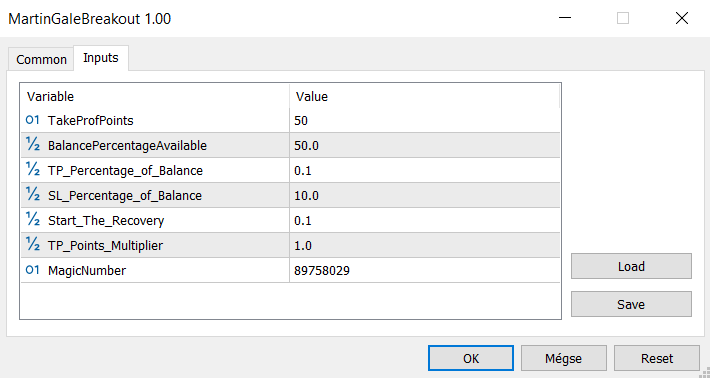 MartinGaleBreakout 1.00
Common Inputs
Variable Value
01 TakeProfPoints 50
½ BalancePercentageAvailable 50.0
½ TP_Percentage_of_Balance 0.1
½ SL_Percentage_of_Balance 10.0
½ Start_The_Recovery 0.1
½ TP_Points_Multiplier 1.0
01 MagicNumber 89758029
Load
Save
OK Mégse Reset